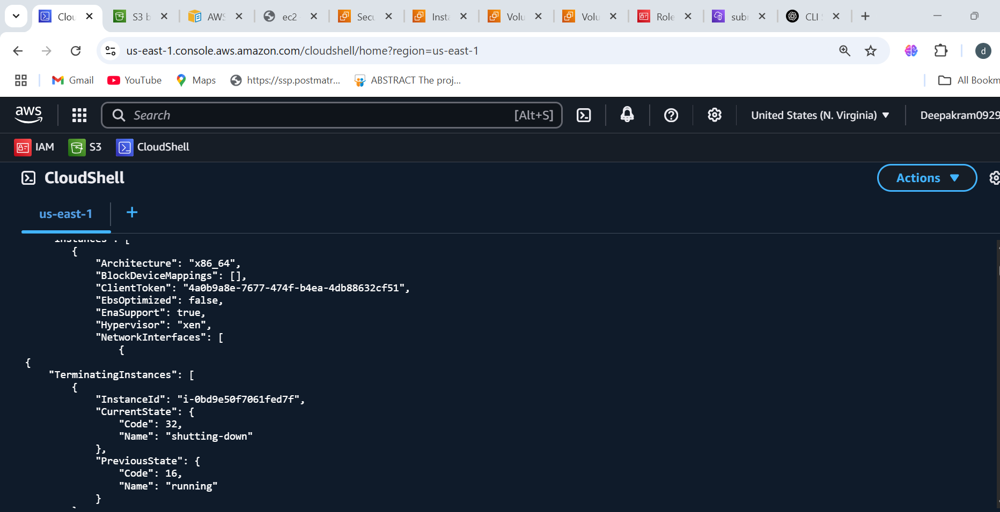 Clou
S3 b
AWS
ec2
Secu
Insta
Volu
Volu
Role
subn
CLI
us-east-1.console.aws.amazon.com/cloudshell/home?region=us-east-1
d
Gmail
YouTube
Maps
https://ssp.postmatr...
ABSTRACT The proj...
All Bookm
aws
Search
[Alt+S]
United States (N. Virginia)
Deepakram0929
IAM
S3
CloudShell
CloudShell
Actions
us-east-1
+
"Instances": [
{
"Architecture": "x86_64",
"BlockDeviceMappings": [],
"ClientToken": "4a0b9a8e-7677-474f-b4ea-4db88632cf51",
"EbsOptimized": false,
"EnaSupport": true,
"Hypervisor": "xen",
"NetworkInterfaces": [
{
{
"TerminatingInstances": [
{
"InstanceId": "i-0bd9e50f7061fed7f",
"CurrentState": {
"Code": 32,
"Name": "shutting-down"
},
"PreviousState": {
"Code": 16,
"Name": "running"
}